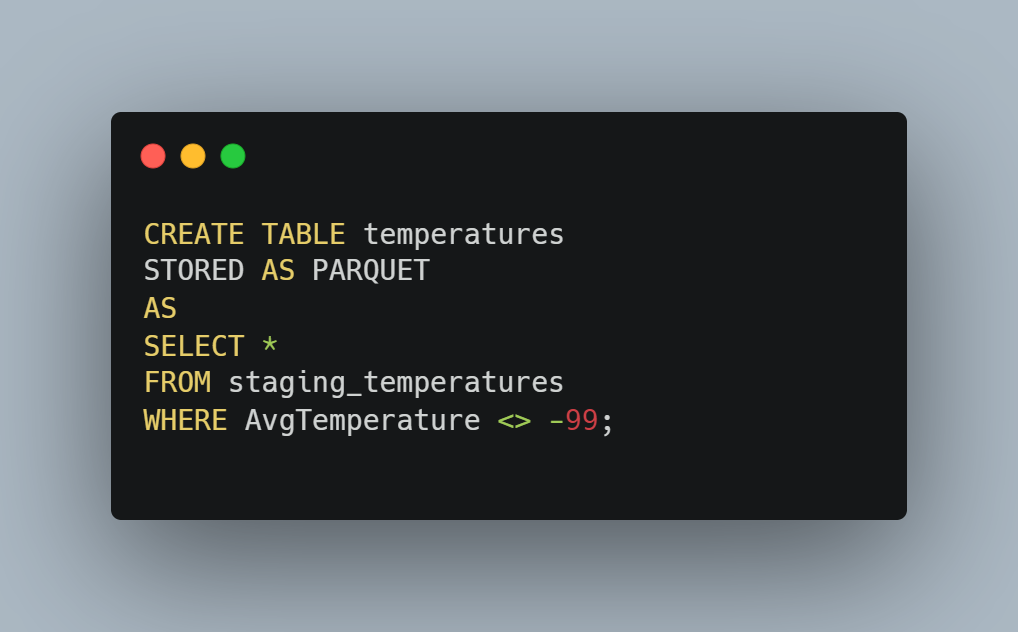 CREATE TABLE temperatures
STORED AS PARQUET
AS
SELECT *
FROM staging_temperatures
WHERE AvgTemperature <> -99;